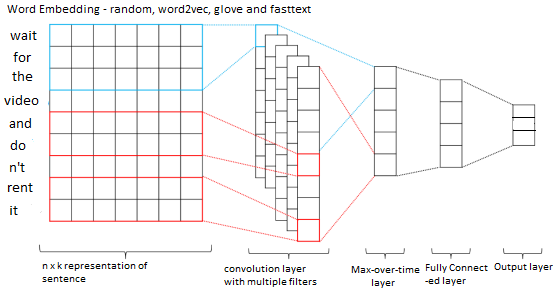 Word Embedding - random, word2vec, glove and fasttext
wait
for
the
video
and
do
n't
rent
it
n x k representation of
sentence
convolution layer
with multiple filters
Max-over-time
layer
Fully Connect
-ed layer
Output layer